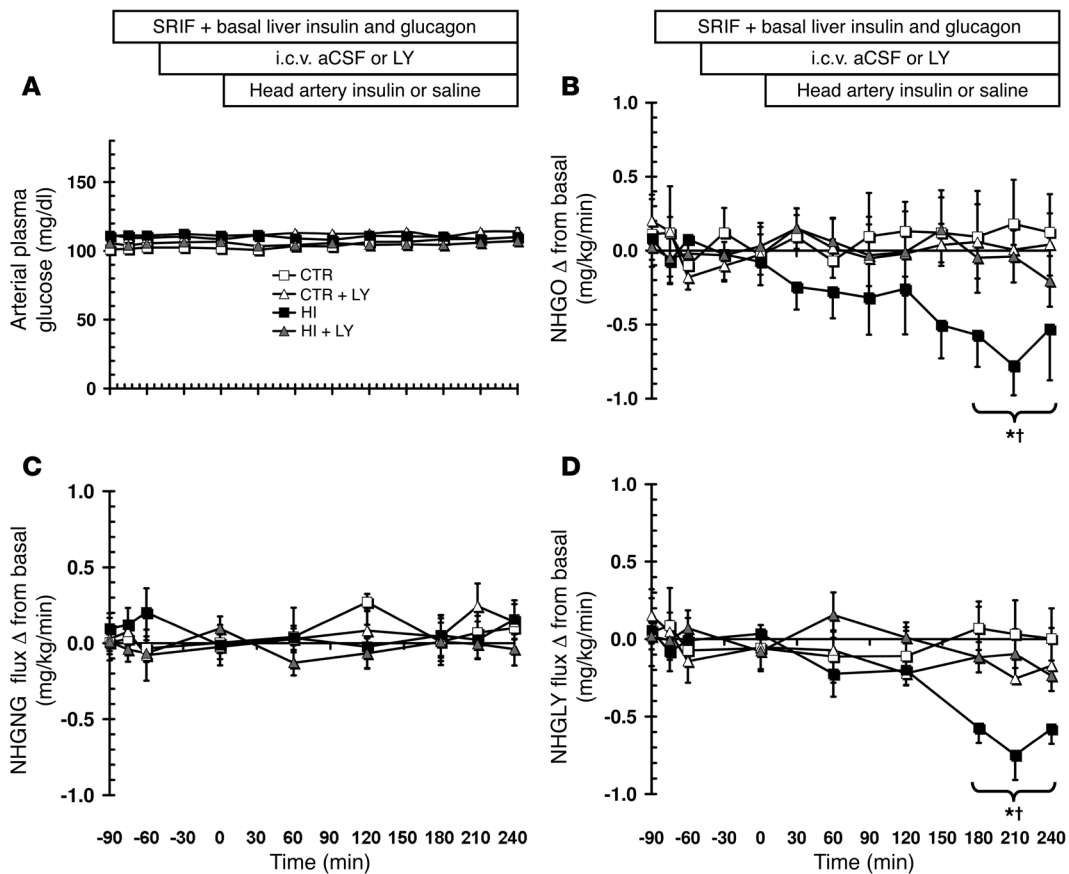 SRIF + basal liver insulin and glucagon
i.c.v. aCSF or LY
Head artery insulin or saline
A
Arterial plasma
glucose (mg/dl)
150
100
50
0
CTR
CTR + LY
HI
HI + LY
SRIF + basal liver insulin and glucagon
i.c.v. aCSF or LY
Head artery insulin or saline
B
NHGO Δ from basal
(mg/kg/min)
1.0
0.5
0.0
-0.5
-1.0
*†
C
NHGNG flux Δ from basal
(mg/kg/min)
1.0
0.5
0.0
-0.5
-1.0
-90 -60 -30 0 30 60 90 120 150 180 210 240
Time (min)
D
NHGLY flux Δ from basal
(mg/kg/min)
1.0
0.5
0.0
-0.5
-1.0
*†
-90 -60 -30 0 30 60 90 120 150 180 210 240
Time (min)